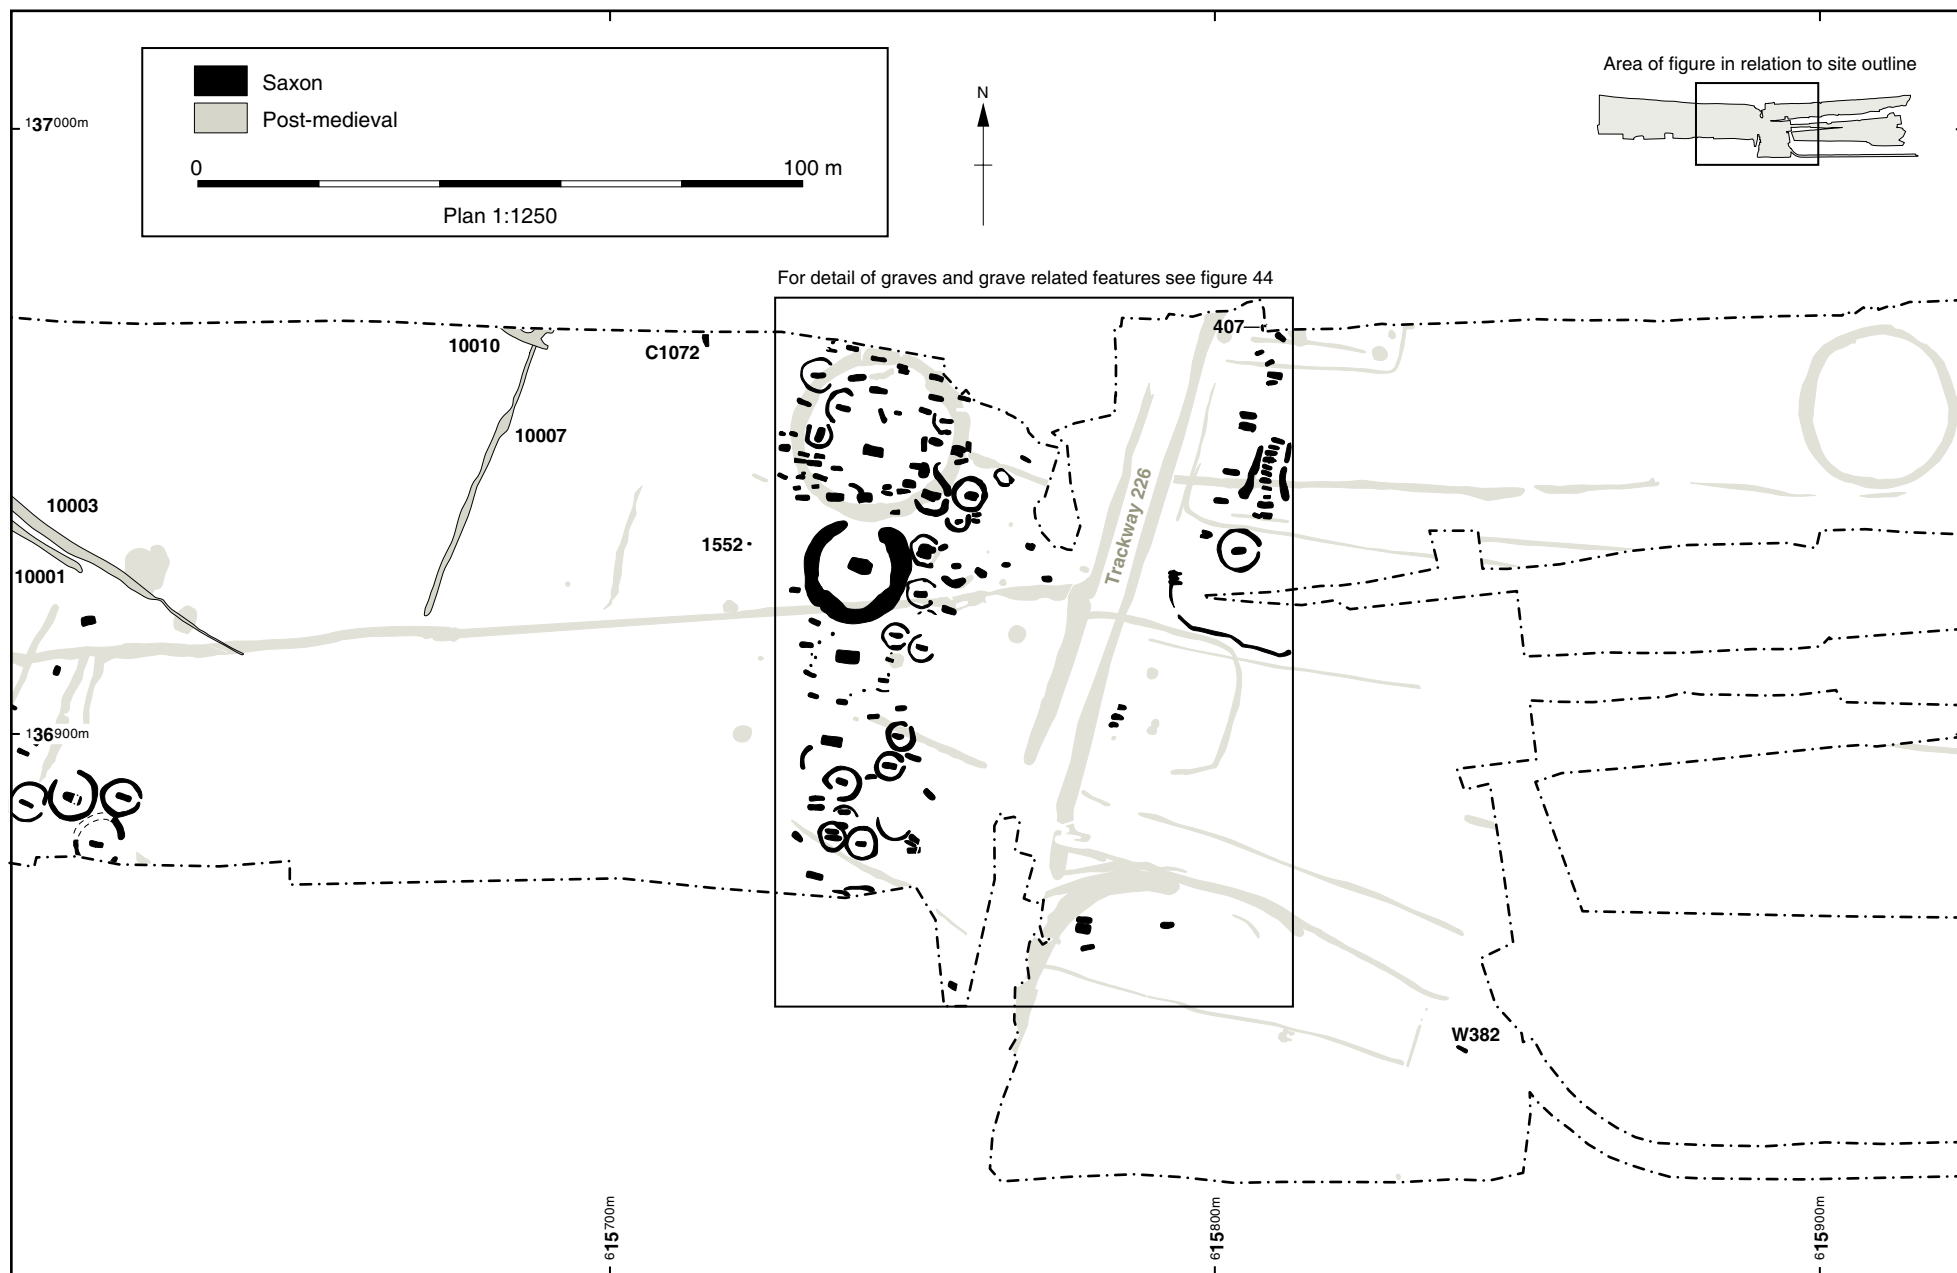 Saxon
Post-medieval
0 100 m
Plan 1:1250
N
Area of figure in relation to site outline
137000m
For detail of graves and grave related features see figure 44
407
10010
C1072
10007
10003
1552
10001
Trackway 226
136900m
W382
615700m
615800m
615900m